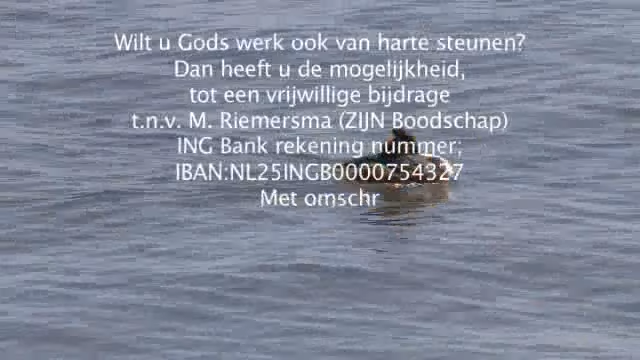 Wilt u Gods werk ook van harte steunen?
Dan heeft u de mogelijkheid,
tot een vrijwillige bijdrage
t.n.v. M. Riemersma (ZIJN Boodschap)
ING Bank rekening nummer;
IBAN:NL25INGB0000754327
Met omschr